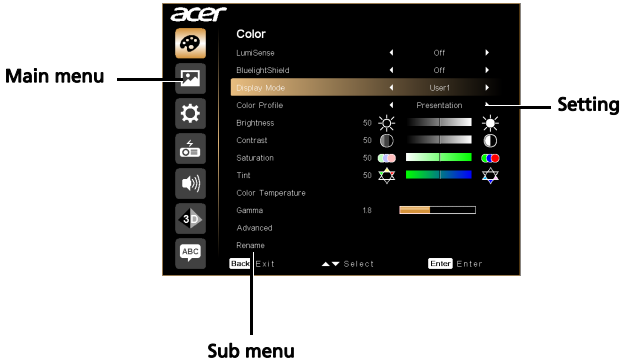 acer
Color
LumiSense Off
BluelightShield Off
Display Mode User1
Color Profile Presentation
Brightness 50
Contrast 50
Saturation 50
Tint 50
Color Temperature
Gamma 1.8
Advanced
Rename
Back Exit Select Enter Enter
3D
ABC
Main menu
Setting
Sub menu